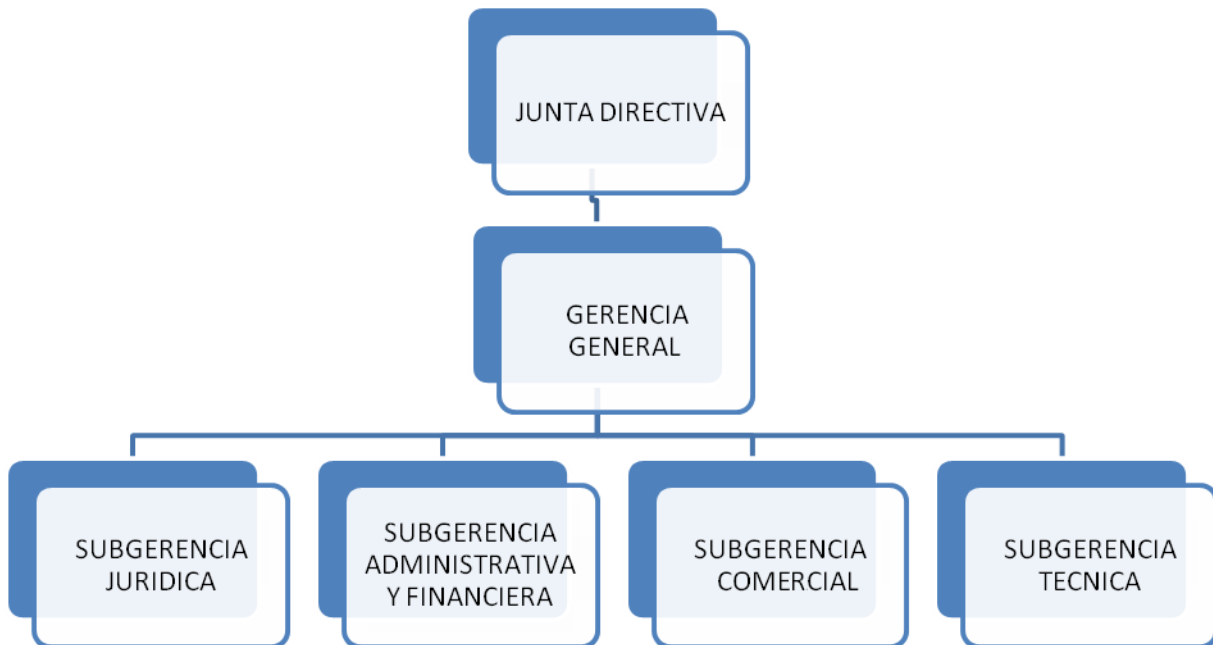 JUNTA DIRECTIVA
GERENCIA
GENERAL
SUBGERENCIA
JURIDICA
SUBGERENCIA
ADMINISTRATIVA
Y FINANCIERA
SUBGERENCIA
COMERCIAL
SUBGERENCIA
TECNICA